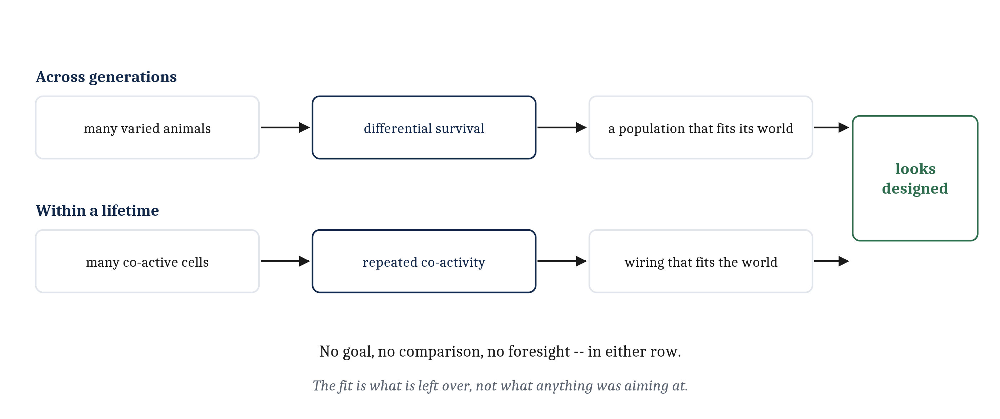 Across generations
many varied animals
differential survival
a population that fits its world
looks
designed
Within a lifetime
many co-active cells
repeated co-activity
wiring that fits the world
No goal, no comparison, no foresight -- in either row.
The fit is what is left over, not what anything was aiming at.